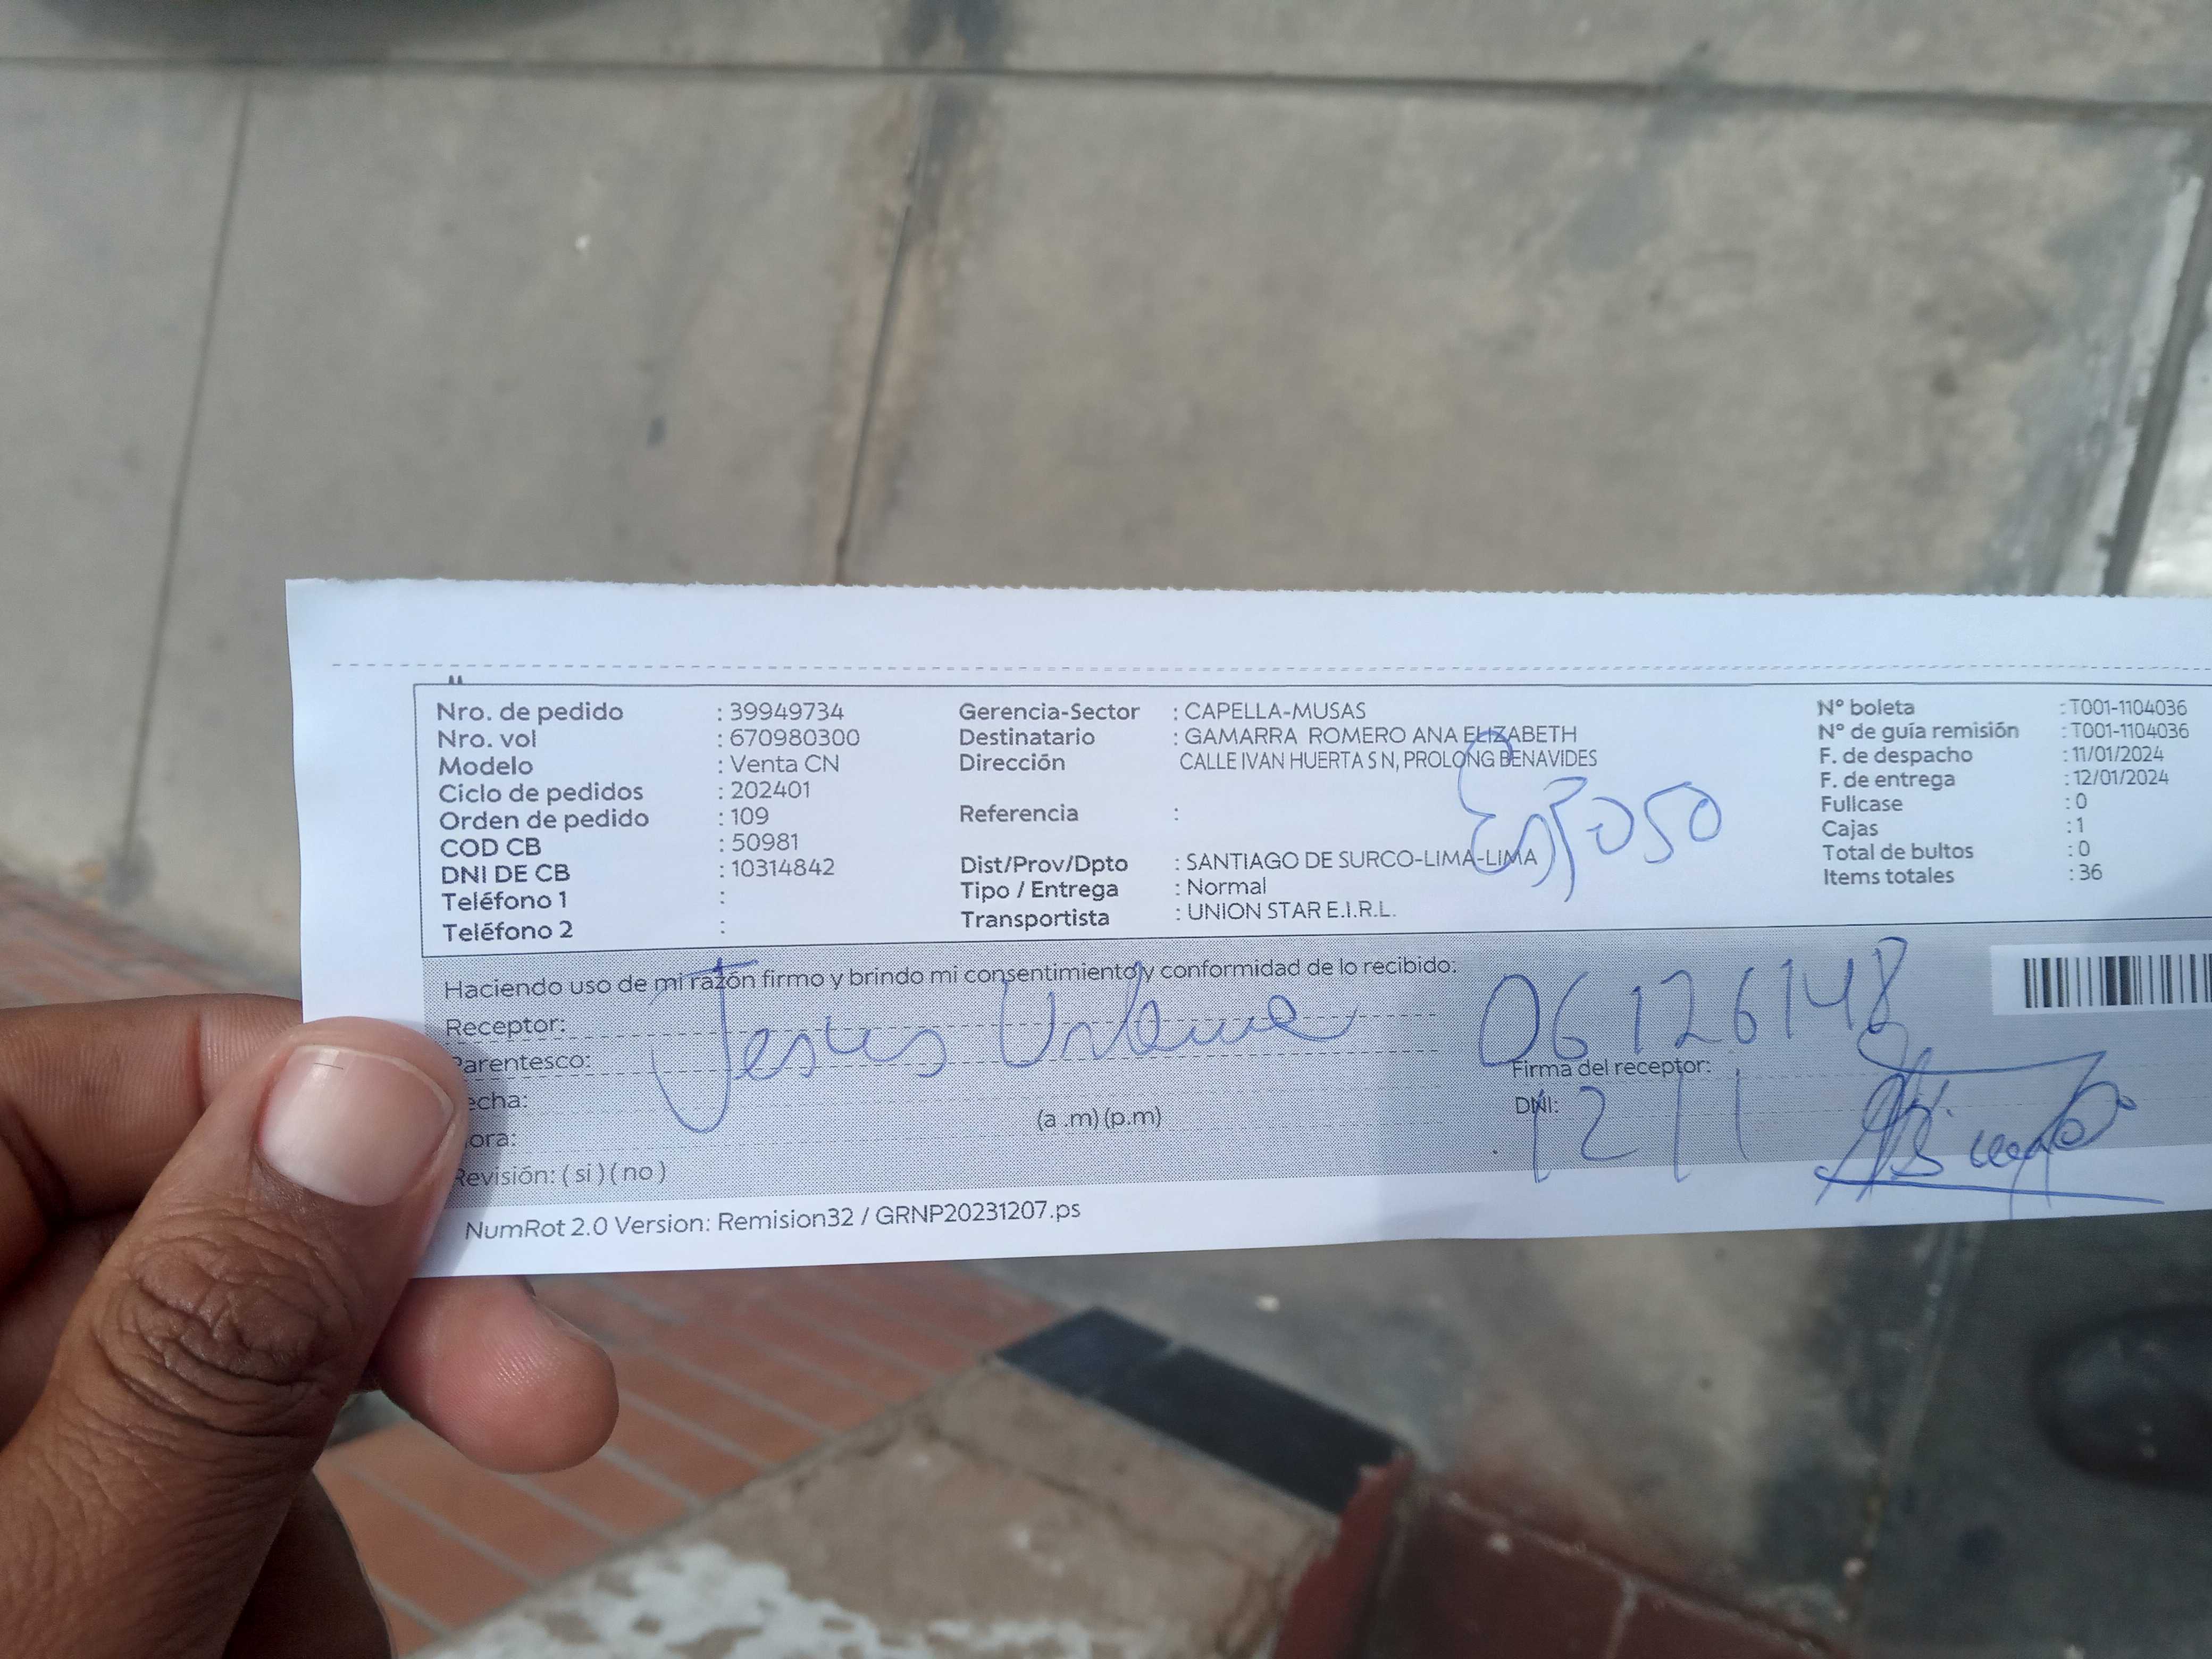 Nro. de pedido : 39949734 Gerencia-Sector : CAPELLA-MUSAS Nº boleta : T001-1104036
Nro. vol : 670980300 Destinatario : GAMARRA ROMERO ANA ELIZABETH Nº de guía remisión : T001-1104036
Modelo : Venta CN Dirección CALLE IVAN HUERTA S N, PROLONG BENAVIDES F. de despacho : 11/01/2024
Ciclo de pedidos : 202401 F. de entrega : 12/01/2024
Orden de pedido : 109 Referencia : Fullcase : 0
COD CB : 50981 Cajas : 1
DNI DE CB : 10314842 Dist/Prov/Dpto : SANTIAGO DE SURCO-LIMA-LIMA Total de bultos : 0
Teléfono 1 : Tipo / Entrega : Normal Items totales : 36
Teléfono 2 : Transportista : UNION STAR E.I.R.L.
Esposo
Haciendo uso de mi razón firmo y brindo mi consentimiento y conformidad de lo recibido:
Receptor: Jesus 06126148
Parentesco: Firma del receptor:
echa: DNI: 12 1
ora: (a .m) (p.m)
Revisión: ( si ) ( no )
NumRot 2.0 Version: Remision32 / GRNP20231207.ps